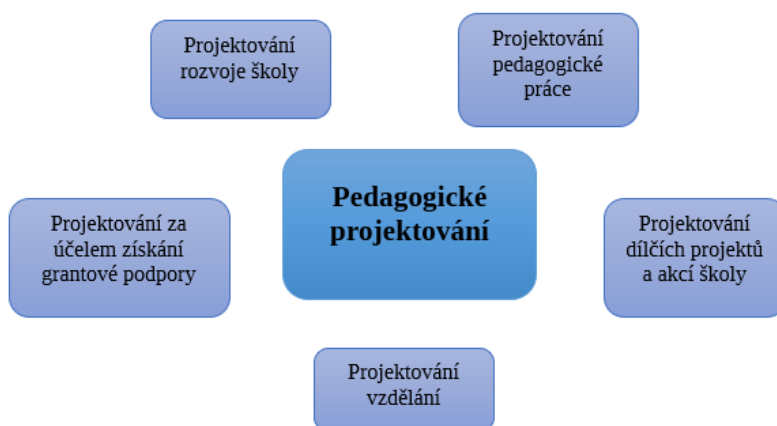 Projektování
rozvoje školy
Projektování
pedagogické
práce
Pedagogické
projektování
Projektování za
účelem získání
grantové podpory
Projektování
dílčích projektů
a akcí školy
Projektování
vzdělání